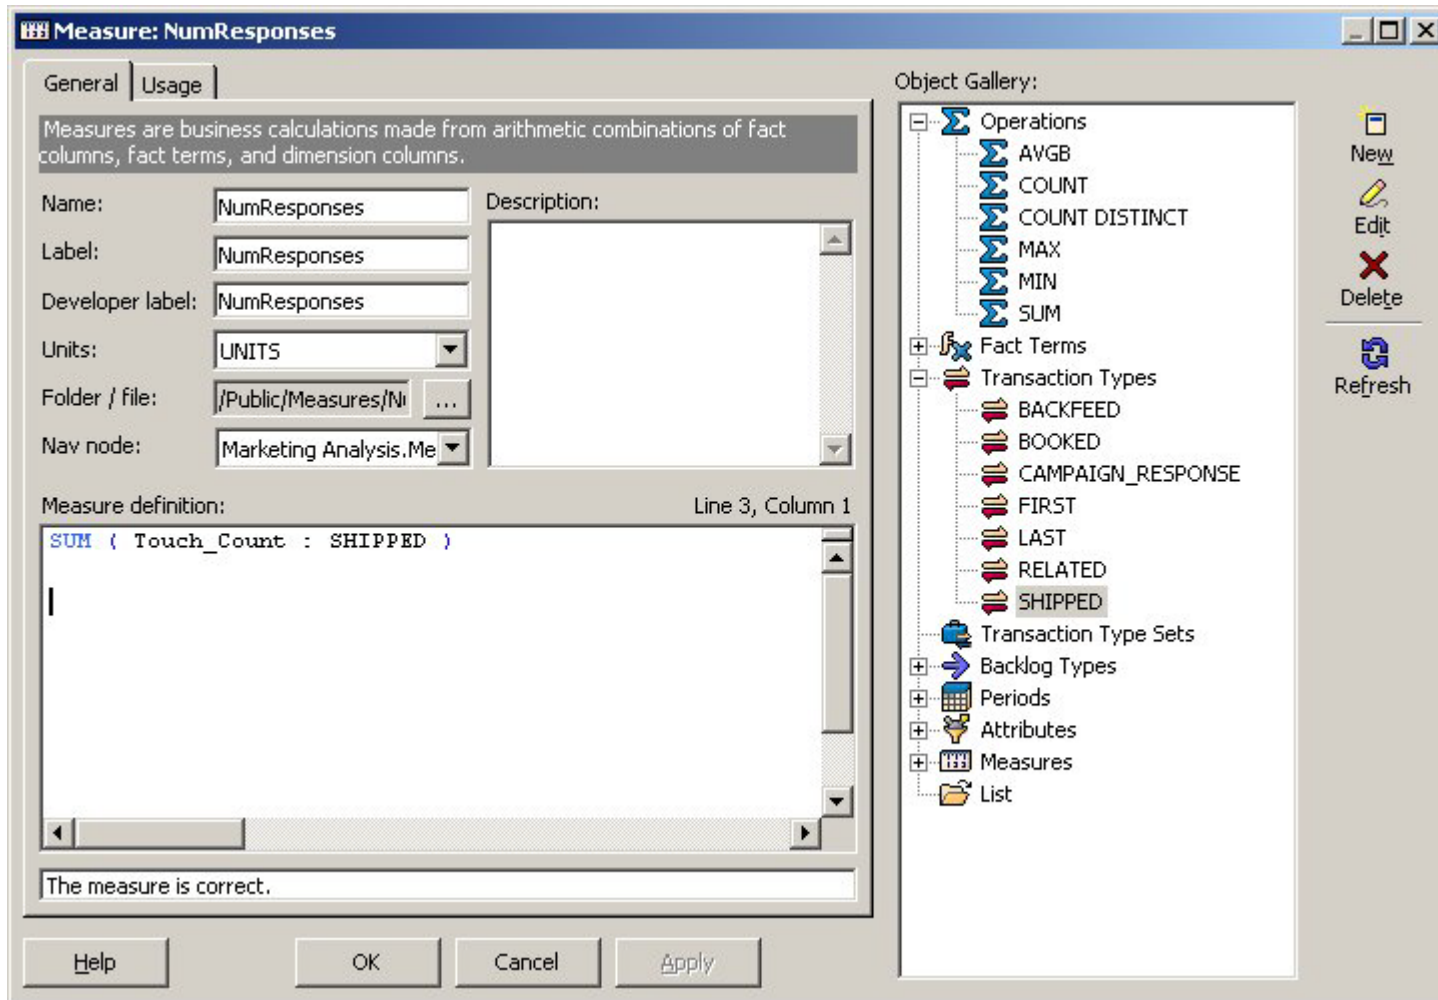 Measure: NumResponses
General
Usage
Measures are business calculations made from arithmetic combinations of fact
columns, fact terms, and dimension columns.
Name:
NumResponses
Label:
NumResponses
Developer label:
NumResponses
Units:
UNITS
Folder / file:
/Public/Measures/Nu
...
Nav node:
Marketing Analysis.Me
Description:
Measure definition:
Line 3, Column 1
SUM ( Touch_Count : SHIPPED )
The measure is correct.
Help
OK
Cancel
Apply
Object Gallery:
Operations
AVGB
COUNT
COUNT DISTINCT
MAX
MIN
SUM
Fact Terms
Transaction Types
BACKFEED
BOOKED
CAMPAIGN_RESPONSE
FIRST
LAST
RELATED
SHIPPED
Transaction Type Sets
Backlog Types
Periods
Attributes
Measures
List
New
Edit
Delete
Refresh